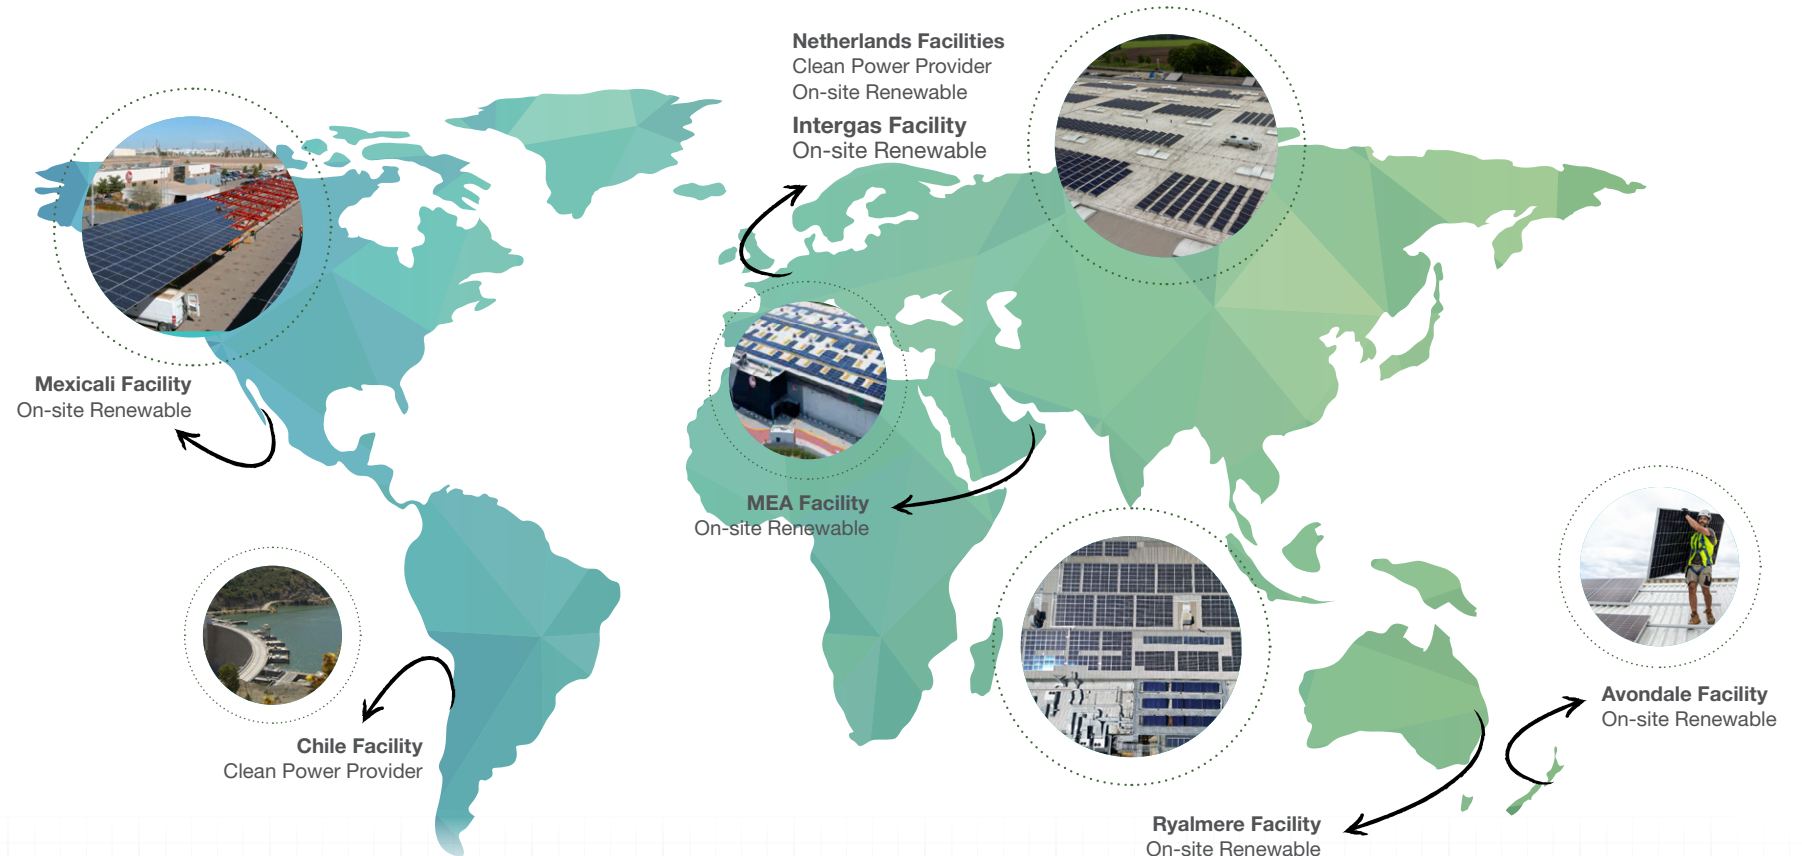 Netherlands Facilities
Clean Power Provider
On-site Renewable
Intergas Facility
On-site Renewable
Mexicali Facility
On-site Renewable
MEA Facility
On-site Renewable
Chile Facility
Clean Power Provider
Avondale Facility
On-site Renewable
Ryalmere Facility
On-site Renewable